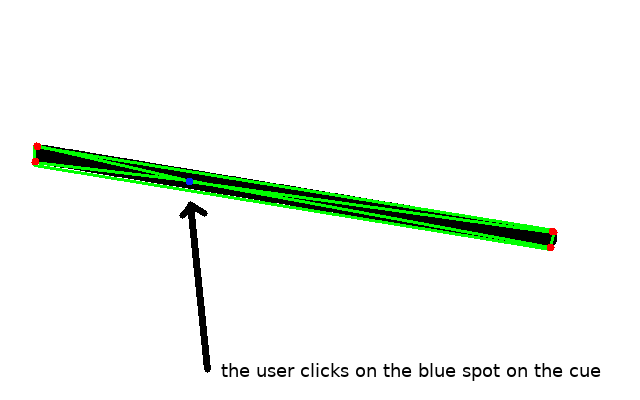 the user clicks on the blue spot on the cue